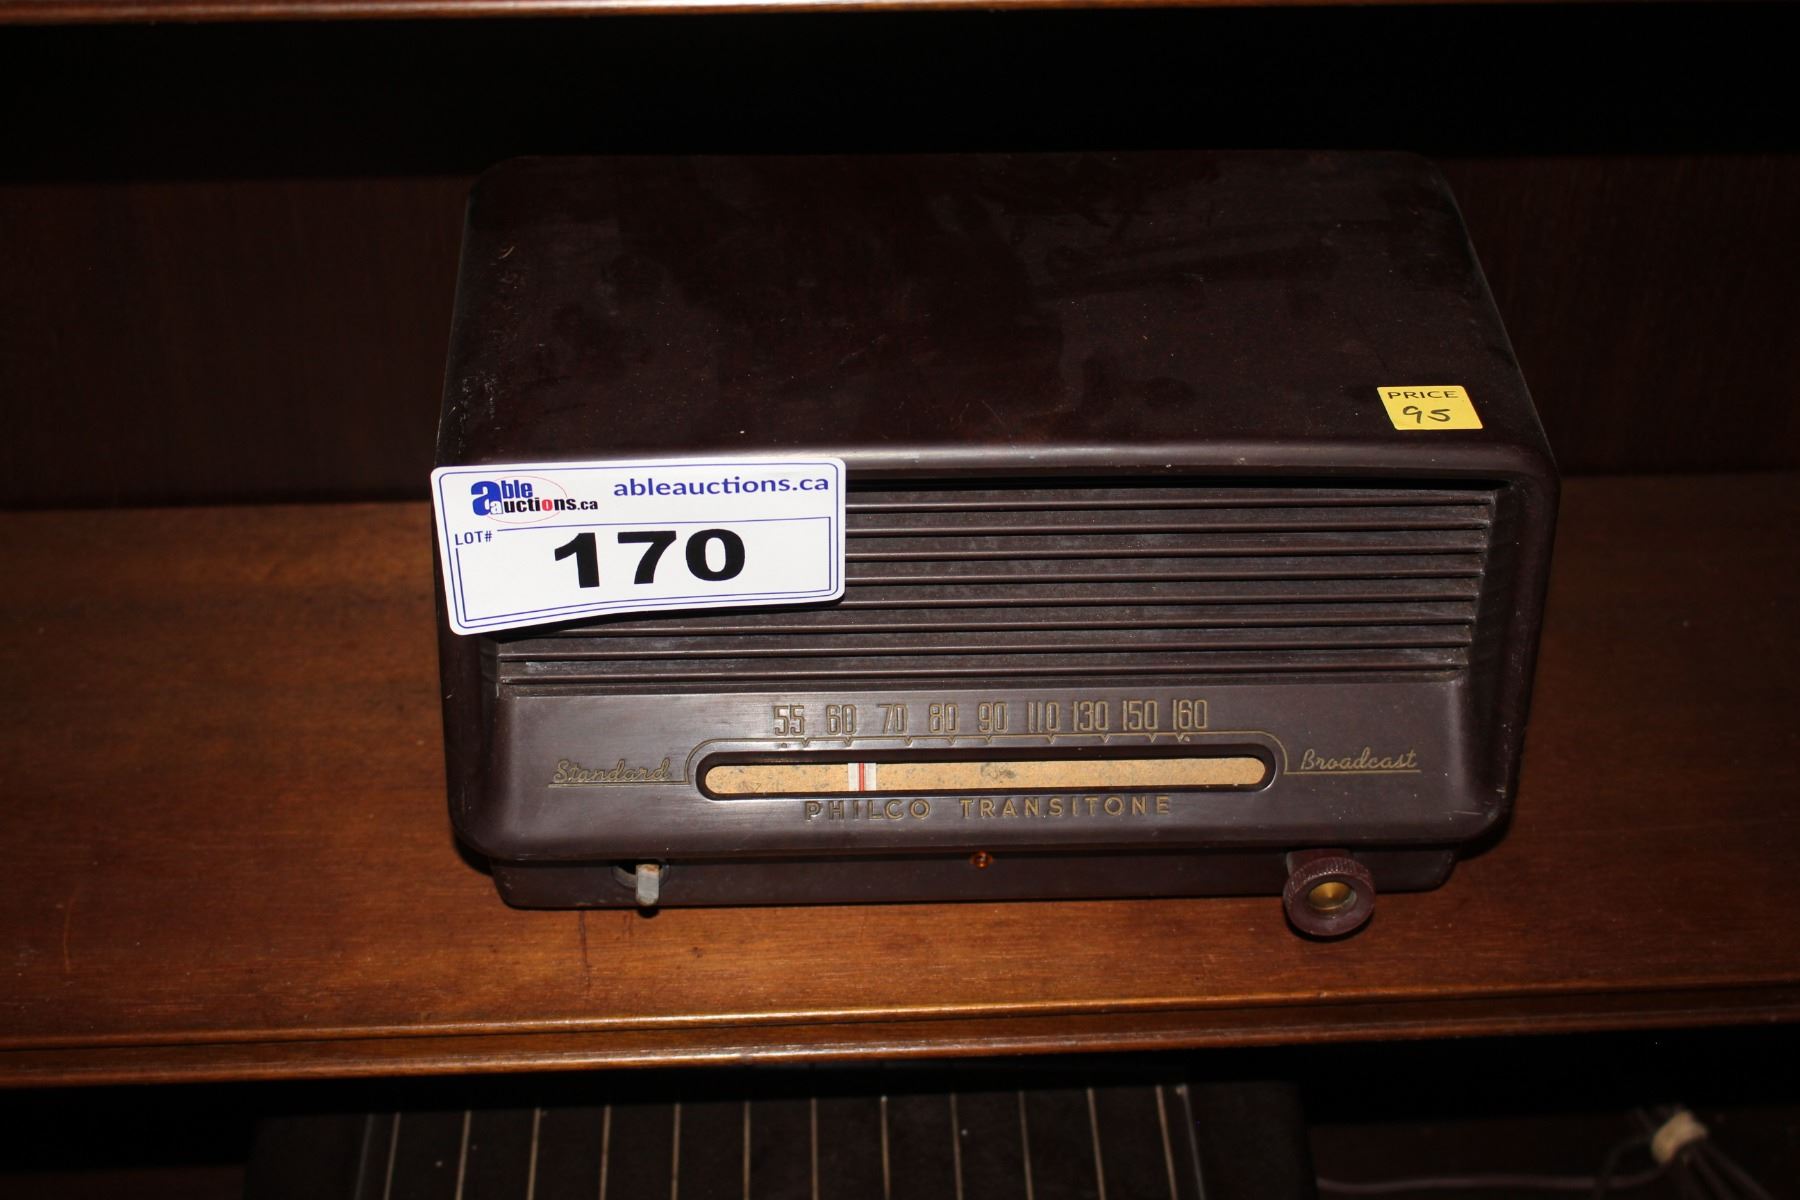 PRICE
95
able auctions.ca
ableauctions.ca
LOT#
170
55 60 70 80 90 110 130 150 160
Standard
Broadcast
PHILCO TRANSITONE